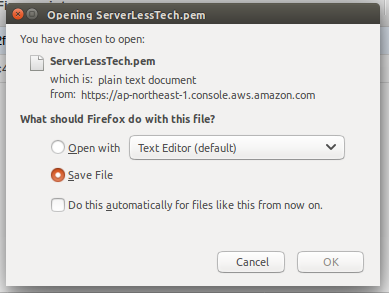 Opening ServerLessTech.pem
You have chosen to open:
ServerLessTech.pem
which is: plain text document
from: https://ap-northeast-1.console.aws.amazon.com
What should Firefox do with this file?
Open with Text Editor (default)
Save File
Do this automatically for files like this from now on.
Cancel OK